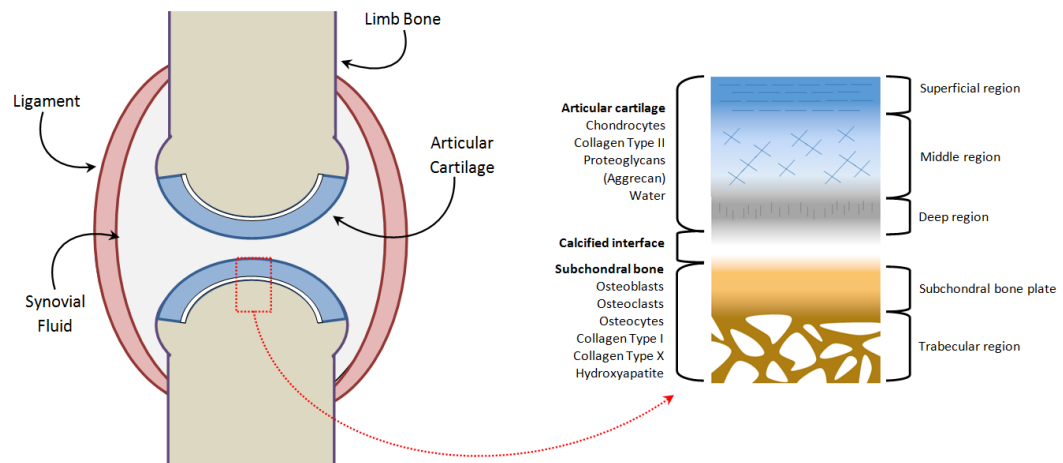 Limb Bone
Ligament
Articular
Cartilage
Synovial
Fluid
Articular cartilage
Chondrocytes
Collagen Type II
Proteoglycans
(Aggrecan)
Water
Calcified interface
Subchondral bone
Osteoblasts
Osteoclasts
Osteocytes
Collagen Type I
Collagen Type X
Hydroxyapatite
Superficial region
Middle region
Deep region
Subchondral bone plate
Trabecular region